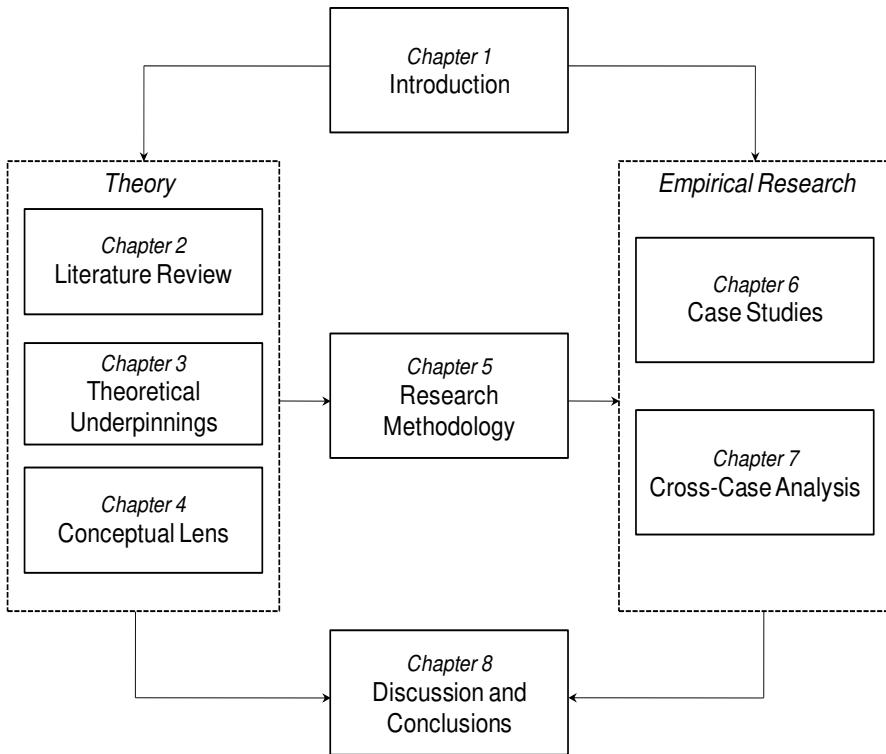 Chapter 1
Introduction
Theory
Chapter 2
Literature Review
Chapter 3
Theoretical
Underpinnings
Chapter 4
Conceptual Lens
Chapter 5
Research
Methodology
Empirical Research
Chapter 6
Case Studies
Chapter 7
Cross-Case Analysis
Chapter 8
Discussion and
Conclusions